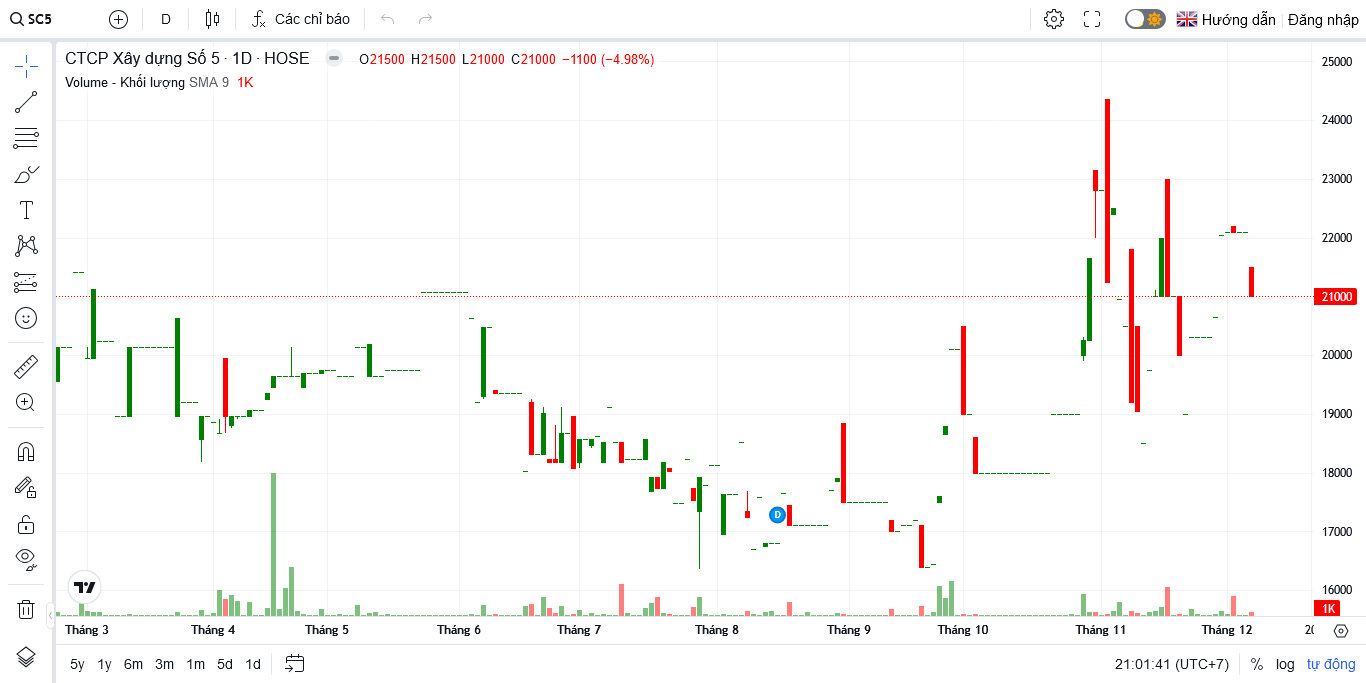 SC5 D Các chỉ báo Hướng dẫn Đăng nhập
CTCP Xây dựng Số 5 · 1D · HOSE O21500 H21500 L21000 C21000 −1100 (−4.98%)
Volume - Khối lượng SMA 9 1K
25000
24000
23000
22000
21000
20000
19000
18000
17000
16000
1K
D
Tháng 3 Tháng 4 Tháng 5 Tháng 6 Tháng 7 Tháng 8 Tháng 9 Tháng 10 Tháng 11 Tháng 12
5y 1y 6m 3m 1m 5d 1d 21:01:41 (UTC+7) % log tự động